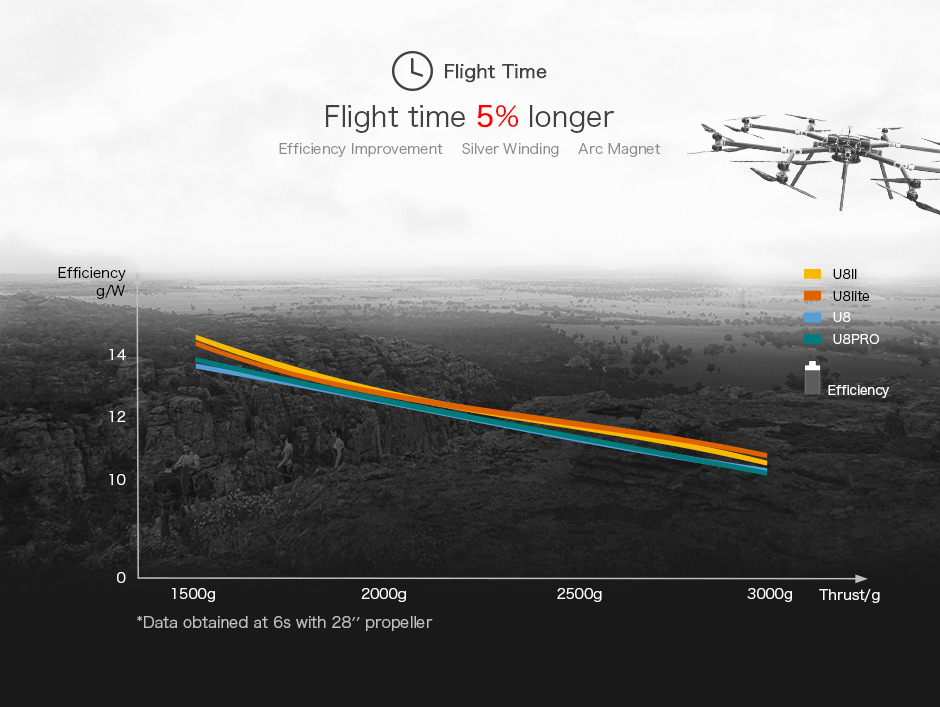 Flight Time
Flight time 5% longer
Efficiency Improvement Silver Winding Arc Magnet
Efficiency
g/W
U8II
U8lite
U8
U8PRO
Efficiency
14
12
10
0
1500g 2000g 2500g 3000g Thrust/g
*Data obtained at 6s with 28′′ propeller